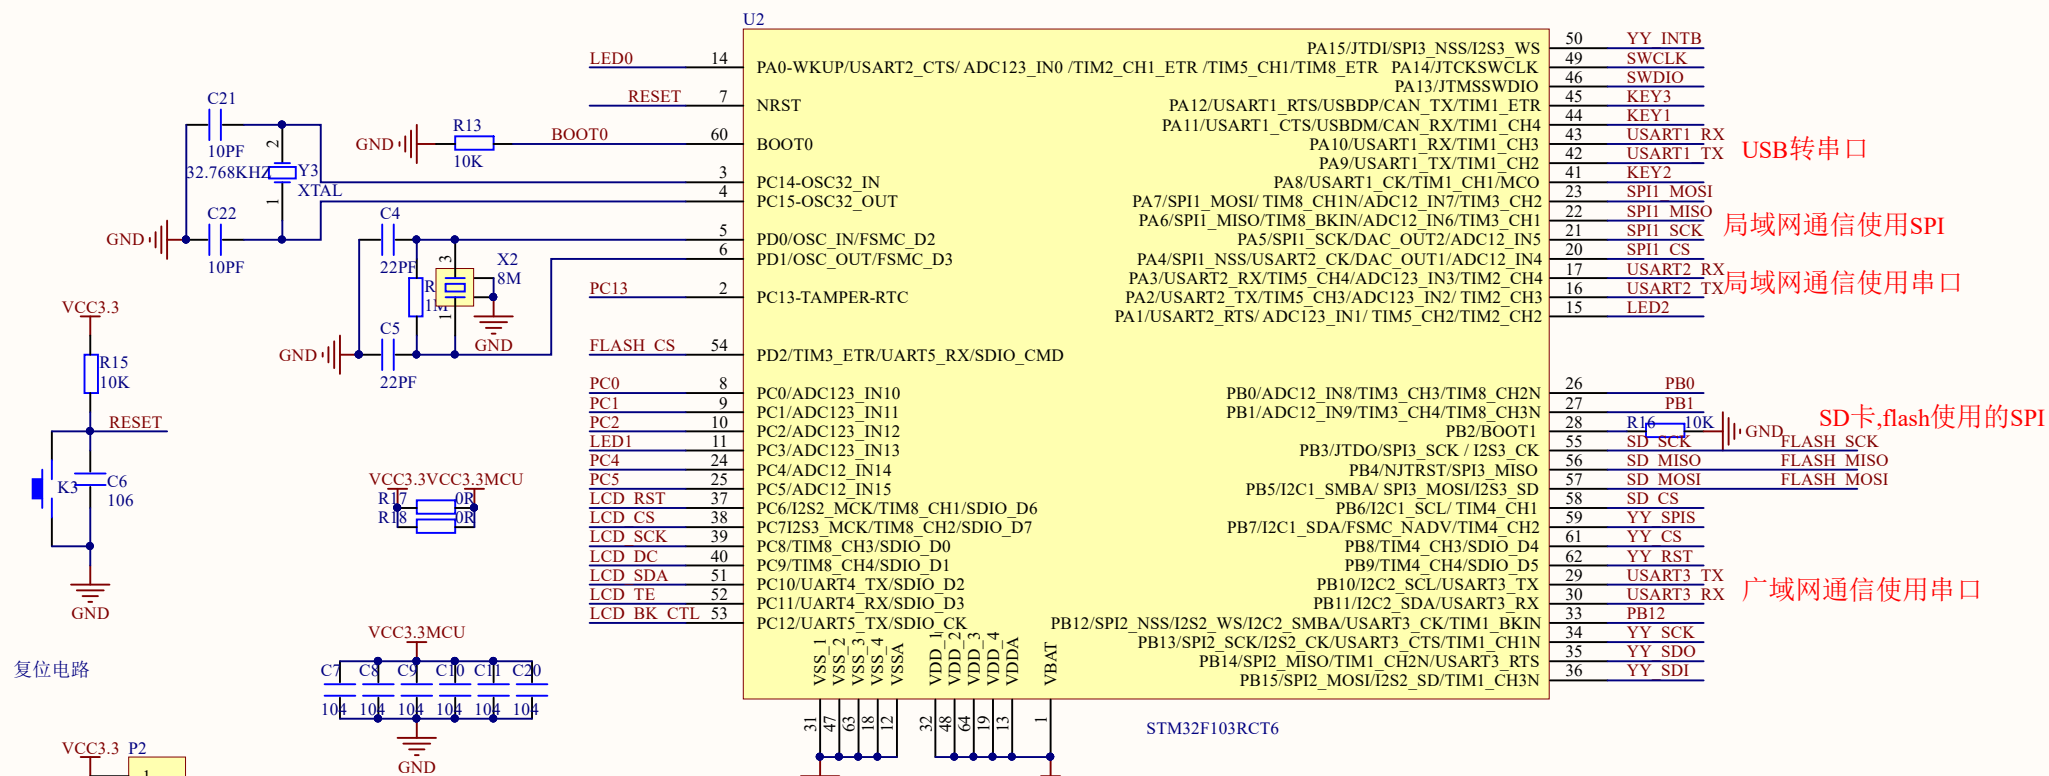 U2
LED0 14 PA0-WKUP/USART2_CTS/ ADC123_IN0 /TIM2_CH1_ETR /TIM5_CH1/TIM8_ETR
RESET 7 NRST
C21
10PF
32.768KHZ
2
Y3
XTAL
1
C22
10PF
GND
GND
R13
10K
BOOT0 60 BOOT0
3 PC14-OSC32_IN
4 PC15-OSC32_OUT
C4
22PF
5 PD0/OSC_IN/FSMC_D2
6 PD1/OSC_OUT/FSMC_D3
3
X2
8M
R
1M
1
C5
22PF
GND
GND
PC13 2 PC13-TAMPER-RTC
FLASH_CS 54 PD2/TIM3_ETR/UART5_RX/SDIO_CMD
PC0 8 PC0/ADC123_IN10
PC1 9 PC1/ADC123_IN11
PC2 10 PC2/ADC123_IN12
LED1 11 PC3/ADC123_IN13
PC4 24 PC4/ADC12_IN14
PC5 25 PC5/ADC12_IN15
LCD_RST 37 PC6/I2S2_MCK/TIM8_CH1/SDIO_D6
LCD_CS 38 PC7I2S3_MCK/TIM8_CH2/SDIO_D7
LCD_SCK 39 PC8/TIM8_CH3/SDIO_D0
LCD_DC 40 PC9/TIM8_CH4/SDIO_D1
LCD_SDA 51 PC10/UART4_TX/SDIO_D2
LCD_TE 52 PC11/UART4_RX/SDIO_D3
LCD_BK_CTL 53 PC12/UART5_TX/SDIO_CK
PA15/JTDI/SPI3_NSS/I2S3_WS 50 YY_INTB
PA14/JTCKSWCLK 49 SWCLK
PA13/JTMSSWDIO 46 SWDIO
PA12/USART1_RTS/USBDP/CAN_TX/TIM1_ETR 45 KEY3
PA11/USART1_CTS/USBDM/CAN_RX/TIM1_CH4 44 KEY1
PA10/USART1_RX/TIM1_CH3 43 USART1_RX
PA9/USART1_TX/TIM1_CH2 42 USART1_TX
USB转串口
PA8/USART1_CK/TIM1_CH1/MCO 41 KEY2
PA7/SPI1_MOSI/ TIM8_CH1N/ADC12_IN7/TIM3_CH2 23 SPI1_MOSI
PA6/SPI1_MISO/TIM8_BKIN/ADC12_IN6/TIM3_CH1 22 SPI1_MISO
PA5/SPI1_SCK/DAC_OUT2/ADC12_IN5 21 SPI1_SCK
PA4/SPI1_NSS/USART2_CK/DAC_OUT1/ADC12_IN4 20 SPI1_CS
局域网通信使用SPI
PA3/USART2_RX/TIM5_CH4/ADC123_IN3/TIM2_CH4 17 USART2_RX
PA2/USART2_TX/TIM5_CH3/ADC123_IN2/ TIM2_CH3 16 USART2_TX
局域网通信使用串口
PA1/USART2_RTS/ ADC123_IN1/ TIM5_CH2/TIM2_CH2 15 LED2
PB0/ADC12_IN8/TIM3_CH3/TIM8_CH2N 26 PB0
PB1/ADC12_IN9/TIM3_CH4/TIM8_CH3N 27 PB1
PB2/BOOT1 28 R16 10K GND
SD卡,flash使用的SPI
PB3/JTDO/SPI3_SCK / I2S3_CK 55 SD_SCK FLASH_SCK
PB4/NJTRST/SPI3_MISO 56 SD_MISO FLASH_MISO
PB5/I2C1_SMBA/ SPI3_MOSI/I2S3_SD 57 SD_MOSI FLASH_MOSI
PB6/I2C1_SCL/ TIM4_CH1 58 SD_CS
PB7/I2C1_SDA/FSMC_NADV/TIM4_CH2 59 YY_SPIS
PB8/TIM4_CH3/SDIO_D4 61 YY_CS
PB9/TIM4_CH4/SDIO_D5 62 YY_RST
PB10/I2C2_SCL/USART3_TX 29 USART3_TX
PB11/I2C2_SDA/USART3_RX 30 USART3_RX
广域网通信使用串口
PB12/SPI2_NSS/I2S2_WS/I2C2_SMBA/USART3_CK/TIM1_BKIN 33 PB12
PB13/SPI2_SCK/I2S2_CK/USART3_CTS/TIM1_CH1N 34 YY_SCK
PB14/SPI2_MISO/TIM1_CH2N/USART3_RTS 35 YY_SDO
PB15/SPI2_MOSI/I2S2_SD/TIM1_CH3N 36 YY_SDI
VSS_1 31
VSS_2 47
VSS_3 63
VSS_4 18
VSSA 12
VDD_1 32
VDD_2 48
VDD_3 64
VDD_4 19
VDDA 13
VBAT 1
STM32F103RCT6
VCC3.3
R15
10K
RESET
K3
C6
106
GND
复位电路
VCC3.3 VCC3.3MCU
R17 0R
R18 0R
VCC3.3MCU
C7 C8 C9 C10 C11 C20
104 104 104 104 104 104
GND
VCC3.3 P2
1